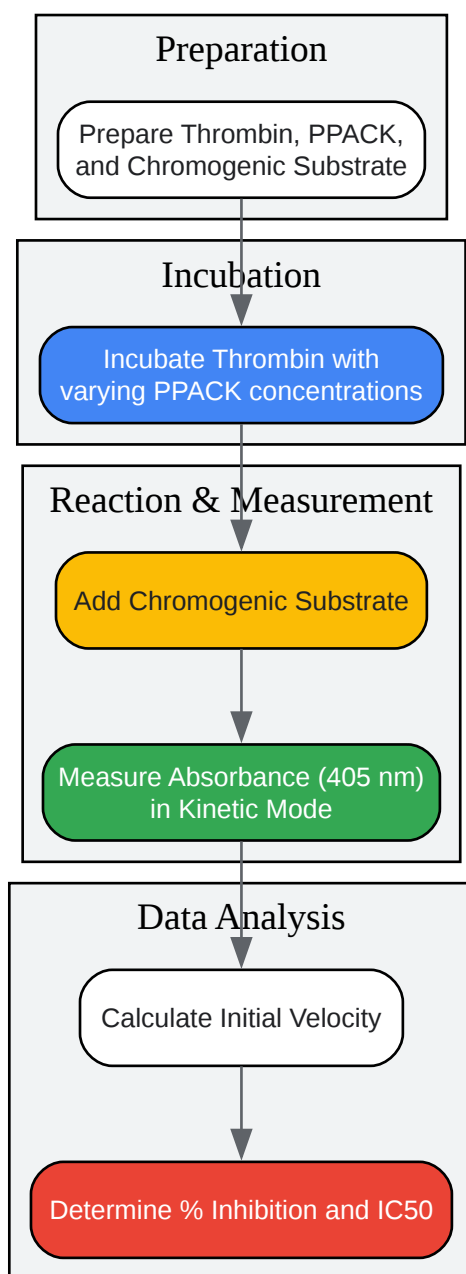 Preparation
Prepare Thrombin, PPACK,
and Chromogenic Substrate
Incubation
Incubate Thrombin with
varying PPACK concentrations
Reaction & Measurement
Add Chromogenic Substrate
Measure Absorbance (405 nm)
in Kinetic Mode
Data Analysis
Calculate Initial Velocity
Determine % Inhibition and IC50